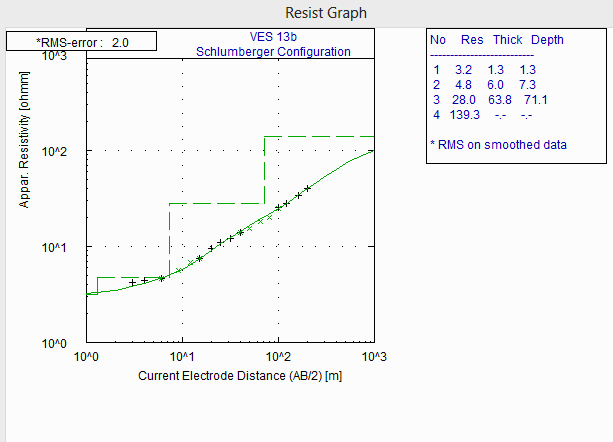 Resist Graph
*RMS-error : 2.0
VES 13b
Schlumberger Configuration
10^3
10^2
10^1
10^0
Appar. Resistivity [ohmm]
10^0 10^1 10^2 10^3
Current Electrode Distance (AB/2) [m]
No Res Thick Depth
----------------------------
1 3.2 1.3 1.3
2 4.8 6.0 7.3
3 28.0 63.8 71.1
4 139.3 -.- -.-
* RMS on smoothed data